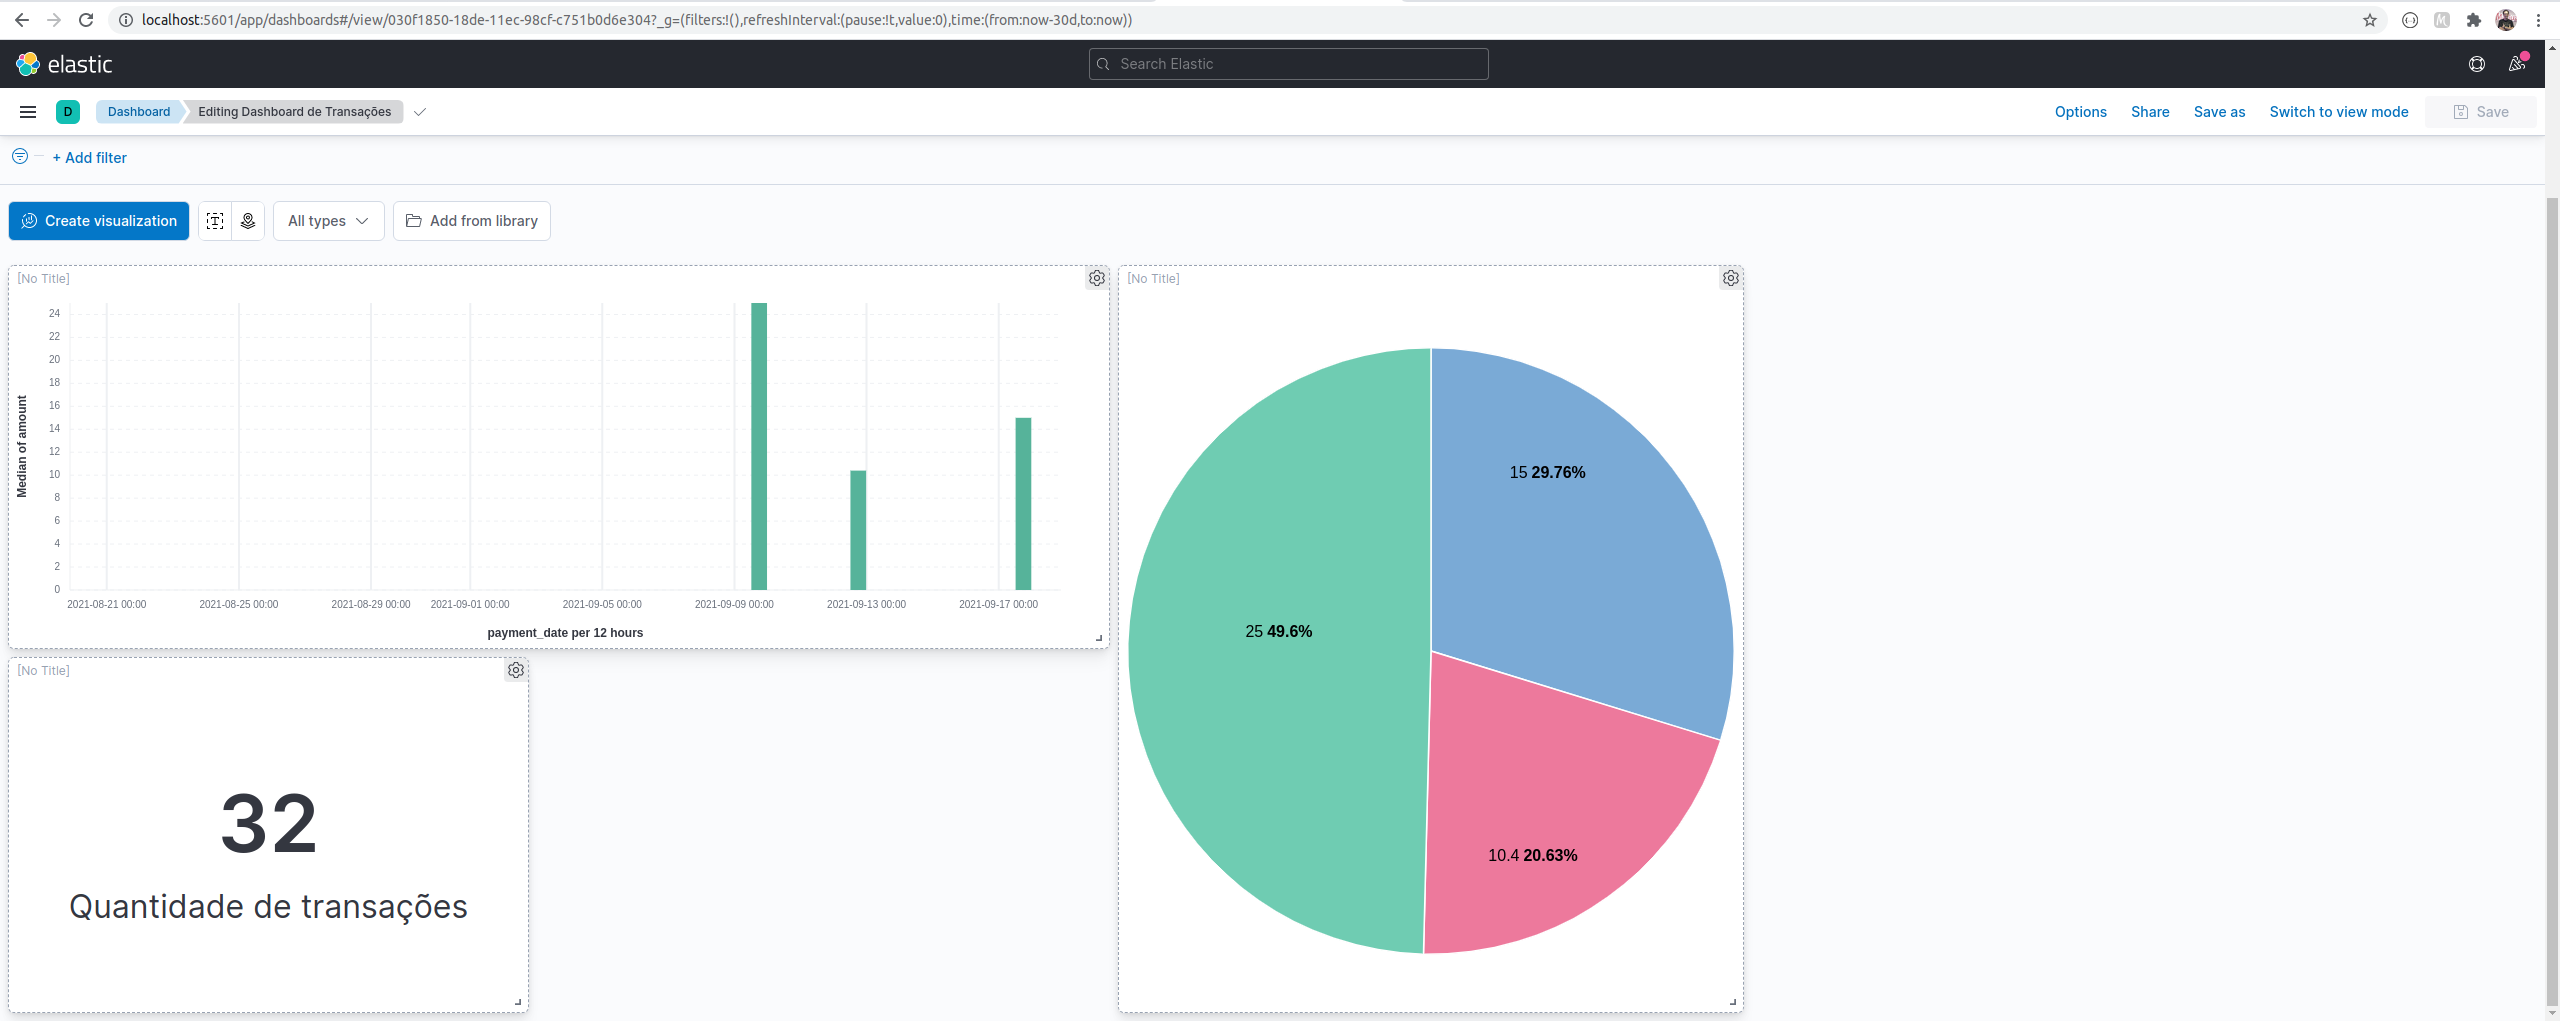 localhost:5601/app/dashboards#/view/030f1850-18de-11ec-98cf-c751b0d6e304?_g=(filters:!(),refreshInterval:(pause:!t,value:0),time:(from:now-30d,to:now))
elastic
Search Elastic
D
Dashboard
Editing Dashboard de Transações
Options
Share
Save as
Switch to view mode
Save
+ Add filter
Create visualization
All types
Add from library
[No Title]
24
22
20
18
16
14
12
10
8
6
4
2
0
Median of amount
2021-08-21 00:00
2021-08-25 00:00
2021-08-29 00:00
2021-09-01 00:00
2021-09-05 00:00
2021-09-09 00:00
2021-09-13 00:00
2021-09-17 00:00
payment_date per 12 hours
[No Title]
15 29.76%
25 49.6%
10.4 20.63%
[No Title]
32
Quantidade de transações